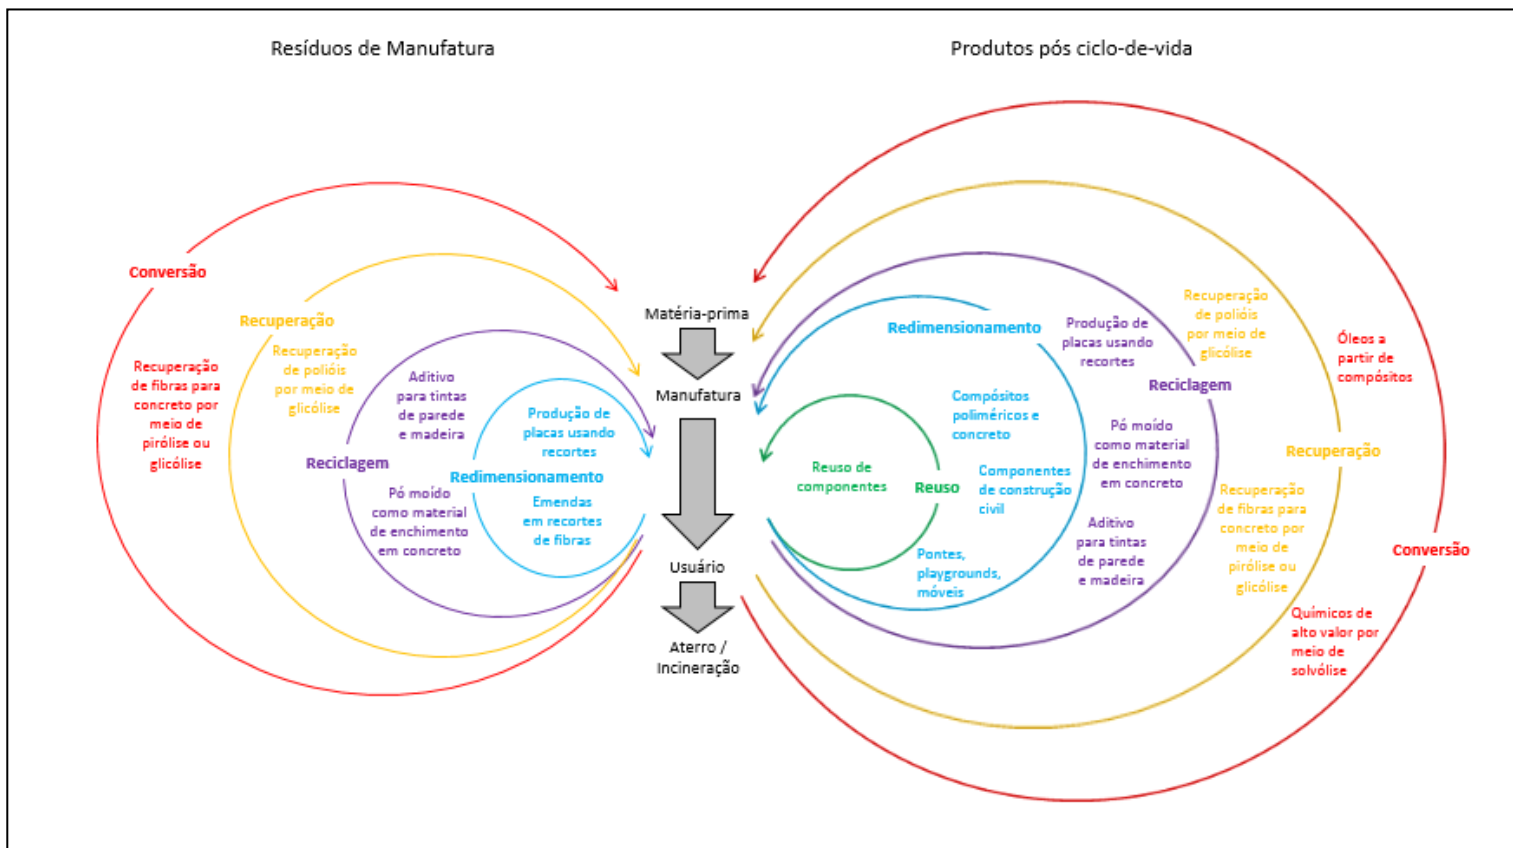 Resíduos de Manufatura
Produtos pós ciclo-de-vida
Conversão
Recuperação
de fibras para
concreto por
meio de
pirólise ou
glicólise
Recuperação
Recuperação
de polióis
por meio de
glicólise
Aditivo
para tintas
de parede
e madeira
Reciclagem
Pó moído
como material
de enchimento
em concreto
Produção de
placas usando
recortes
Redimensionamento
Emendas
em recortes
de fibras
Matéria-prima
Manufatura
Usuário
Aterro /
Incineração
Reuso de
componentes
Reuso
Redimensionamento
Compósitos
poliméricos e
concreto
Componentes
de construção
civil
Pontes,
playgrounds,
móveis
Produção de
placas usando
recortes
Reciclagem
Pó moído
como material
de enchimento
em concreto
Aditivo
para tintas
de parede
e madeira
Recuperação
de polióis
por meio de
glicólise
Recuperação
Recuperação
de fibras para
concreto por
meio de
pirólise ou
glicólise
Óleos a
partir de
compósitos
Conversão
Químicos de
alto valor por
meio de
solvólise